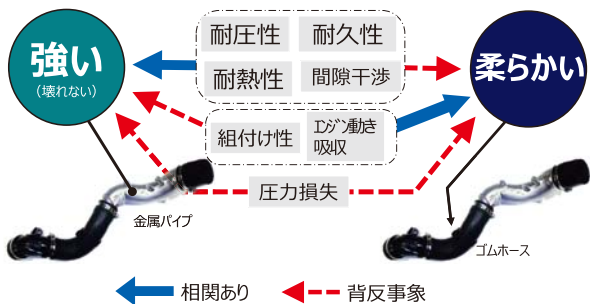 強い
(壊れない)
耐圧性
耐久性
耐熱性
間隙干渉
柔らかい
組付け性
エンジン動き
吸収
圧力損失
金属パイプ
ゴムホース
相関あり
背反事象